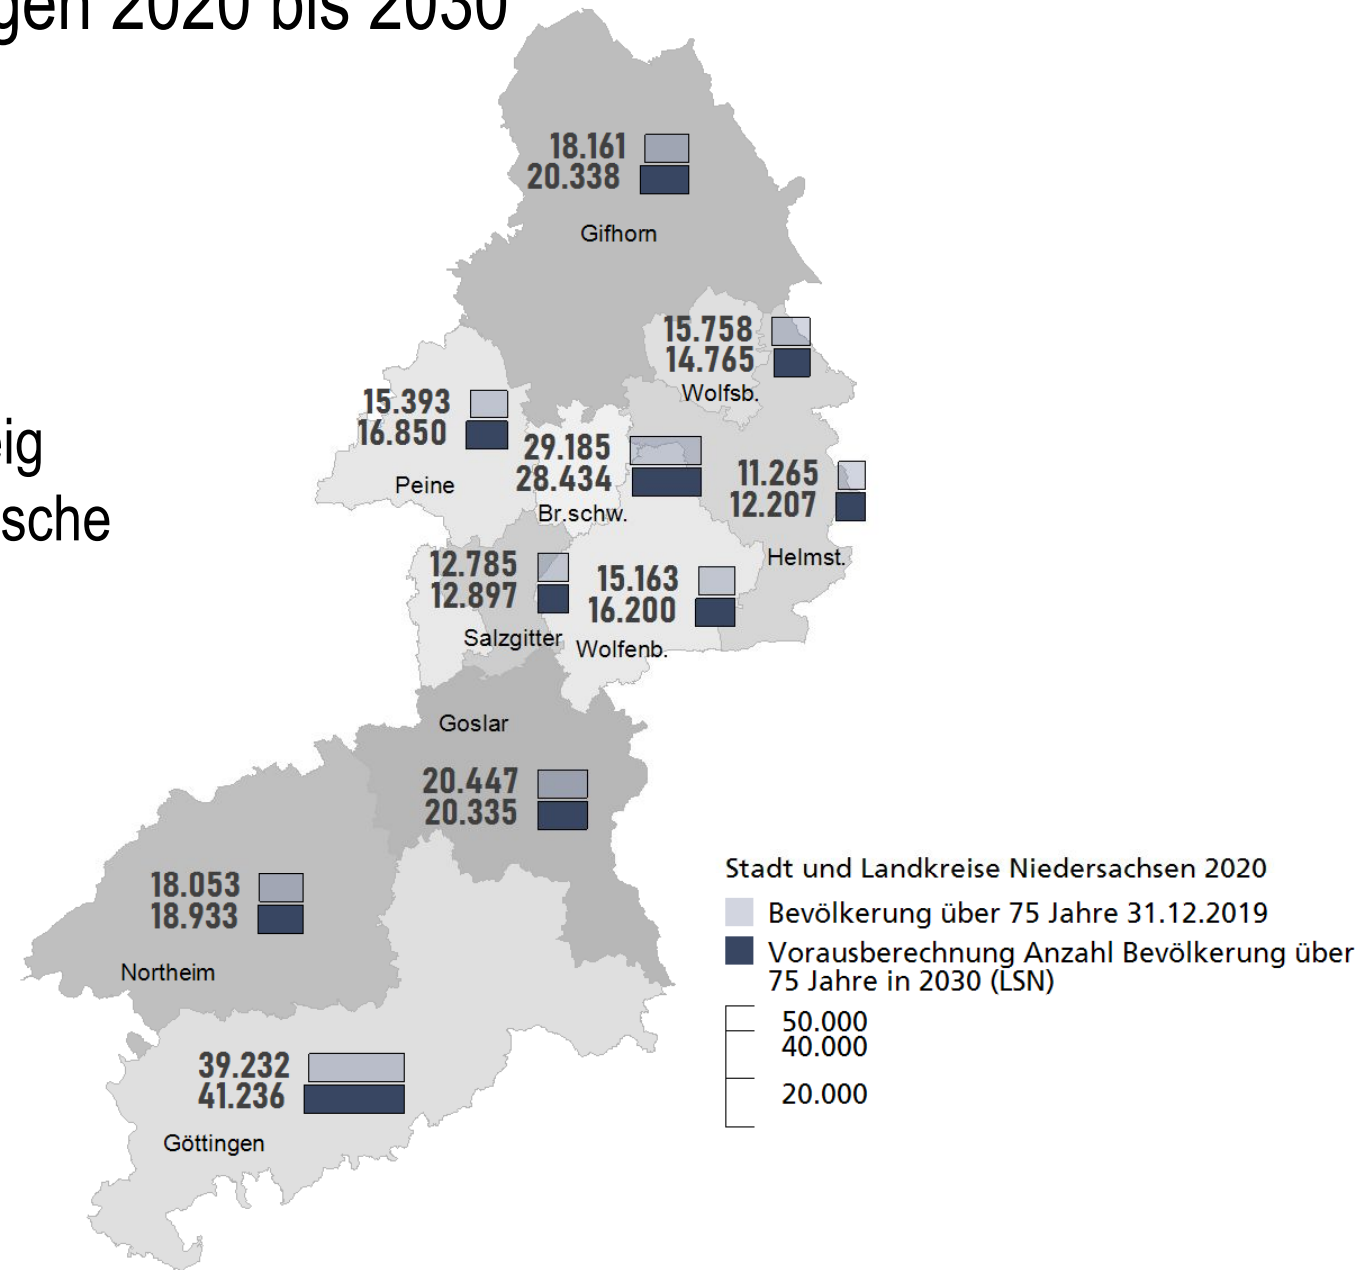 gen 2020 bis 2030
18.161
20.338
Gifhorn
15.758
14.765
Wolfsb.
15.393
16.850
Peine
eig
ische
29.185
28.434
Br.schw.
11.265
12.207
Helmst.
12.785
12.897
Salzgitter
15.163
16.200
Wolfenb.
Goslar
20.447
20.335
18.053
18.933
Northeim
39.232
41.236
Göttingen
Stadt und Landkreise Niedersachsen 2020
Bevölkerung über 75 Jahre 31.12.2019
Vorausberechnung Anzahl Bevölkerung über
75 Jahre in 2030 (LSN)
50.000
40.000
20.000